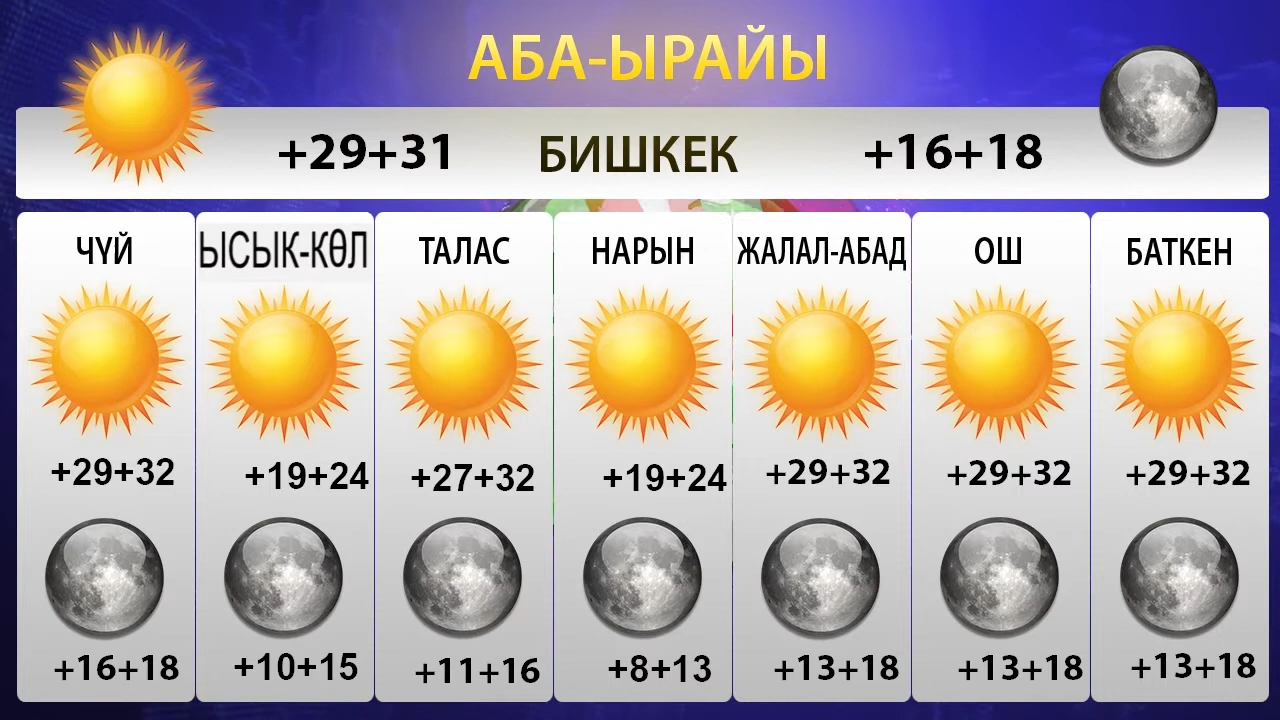 АБА-ЫРАЙЫ
+29+31 БИШКЕК +16+18
ЧҮЙ ЫСЫК-КӨЛ ТАЛАС НАРЫН ЖАЛАЛ-АБАД ОШ БАТКЕН
+29+32 +19+24 +27+32 +19+24 +29+32 +29+32 +29+32
+16+18 +10+15 +11+16 +8+13 +13+18 +13+18 +13+18